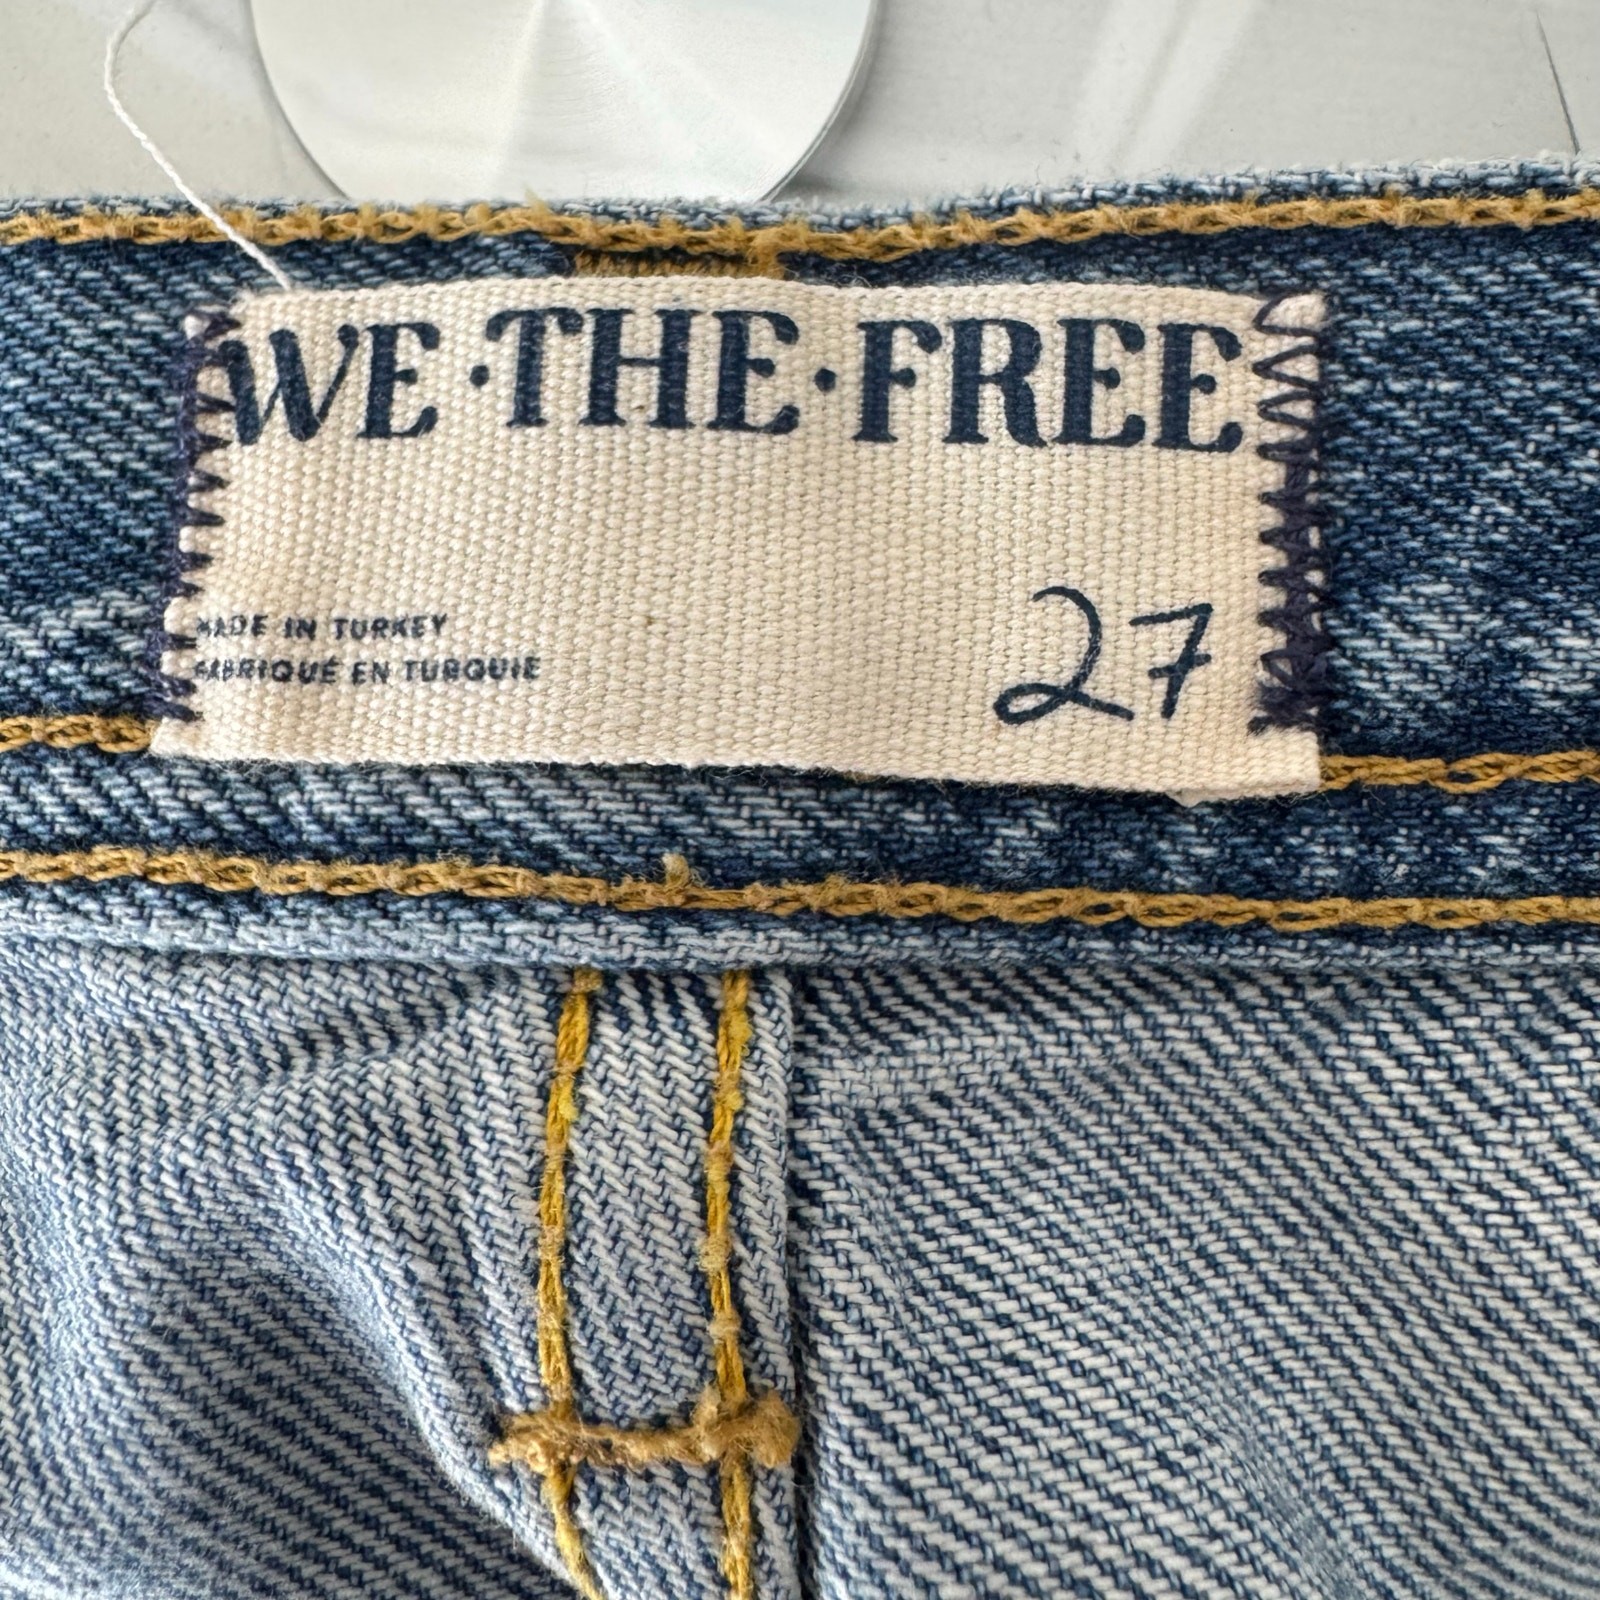 WE·THE·FREE
MADE IN TURKEY
FABRIQUÉ EN TURQUIE
27